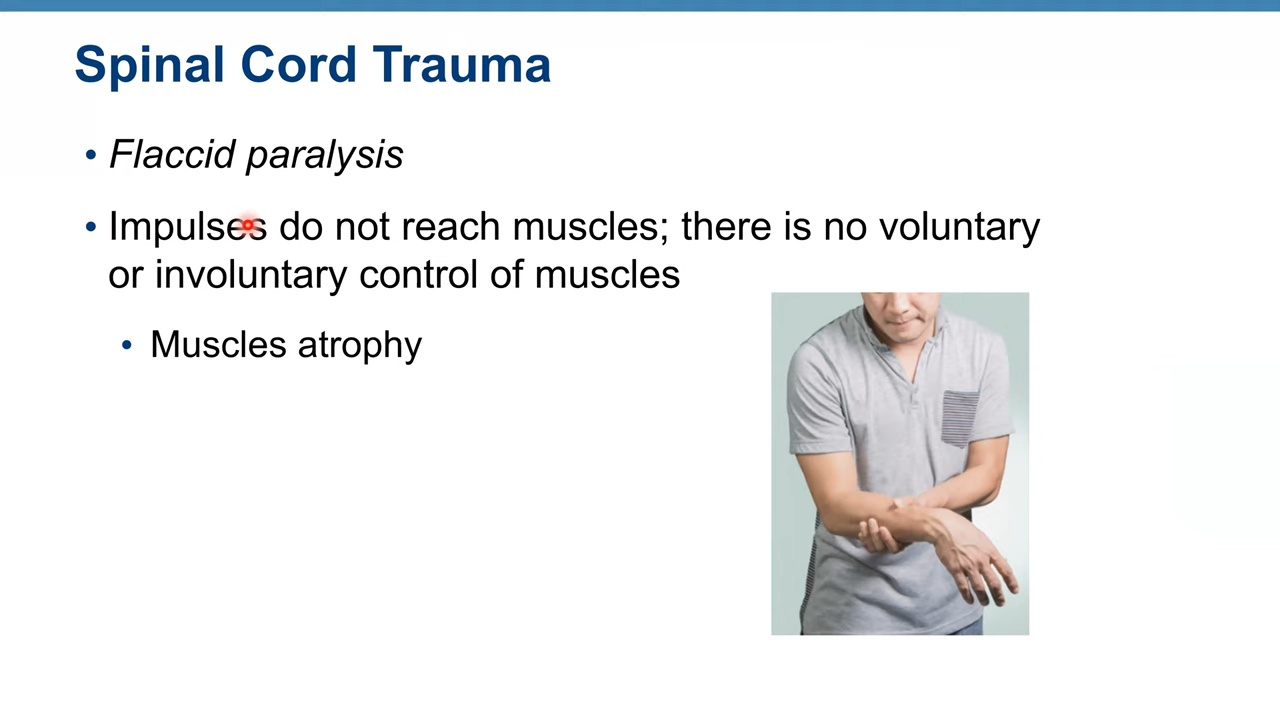 Spinal Cord Trauma
• Flaccid paralysis
• Impulses do not reach muscles; there is no voluntary
or involuntary control of muscles
• Muscles atrophy